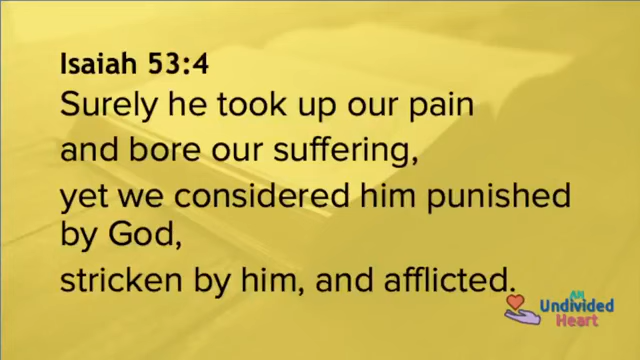 Isaiah 53:4
Surely he took up our pain
and bore our suffering,
yet we considered him punished
by God,
stricken by him, and afflicted.
AN
Undivided
Heart